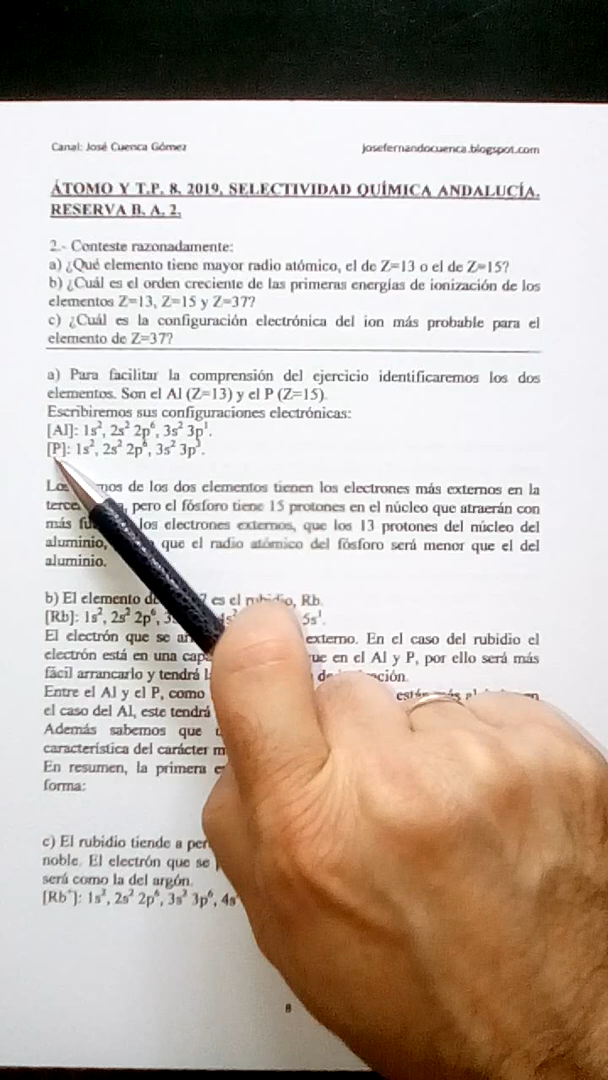 Canal: José Cuenca Gómez
josefernandocuenca.blogspot.com
ÁTOMO Y T.P. 8. 2019. SELECTIVIDAD QUÍMICA ANDALUCÍA.
RESERVA B. A. 2.
2.- Conteste razonadamente:
a) ¿Qué elemento tiene mayor radio atómico, el de Z=13 o el de Z=15?
b) ¿Cuál es el orden creciente de las primeras energías de ionización de los
elementos Z=13, Z=15 y Z=37?
c) ¿Cuál es la configuración electrónica del ion más probable para el
elemento de Z=37?
a) Para facilitar la comprensión del ejercicio identificaremos los dos
elementos. Son el Al (Z=13) y el P (Z=15).
Escribiremos sus configuraciones electrónicas:
[Al]: 1s², 2s² 2p⁶, 3s² 3p¹.
[P]: 1s², 2s² 2p⁶, 3s² 3p³.
de los dos elementos tienen los electrones más externos en la
pero el fósforo tiene 15 protones en el núcleo que atraerán con
más los electrones externos, que los 13 protones del núcleo del
aluminio, que el radio atómico del fósforo será menor que el del
aluminio.
b) El elemento es el rubidio, Rb.
[Rb]: 1s², 2s² 2p⁶, 5s¹.
El electrón que se externo. En el caso del rubidio el
electrón está en una en el Al y P, por ello será más
fácil arrancarlo y tendrá
Entre el Al y el P, como
el caso del Al, este tendrá
Además sabemos que
característica del carácter
En resumen, la primera
forma:
c) El rubidio tiende a
noble. El electrón que se
será como la del argón.
[Rb⁺]: 1s², 2s² 2p⁶, 3s² 3p⁶,
8